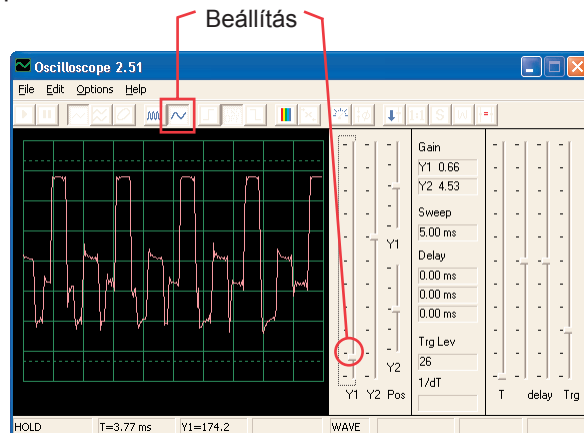 Beállítás
Oscilloscope 2.51
File Edit Options Help
Gain
Y1 0.66
Y2 4.53
Sweep
5.00 ms
Delay
0.00 ms
0.00 ms
0.00 ms
Trg Lev
26
1/dT
Y1
Y2
Y1 Y2 Pos
T delay Trg
HOLD T=3.77 ms Y1=174.2 WAVE